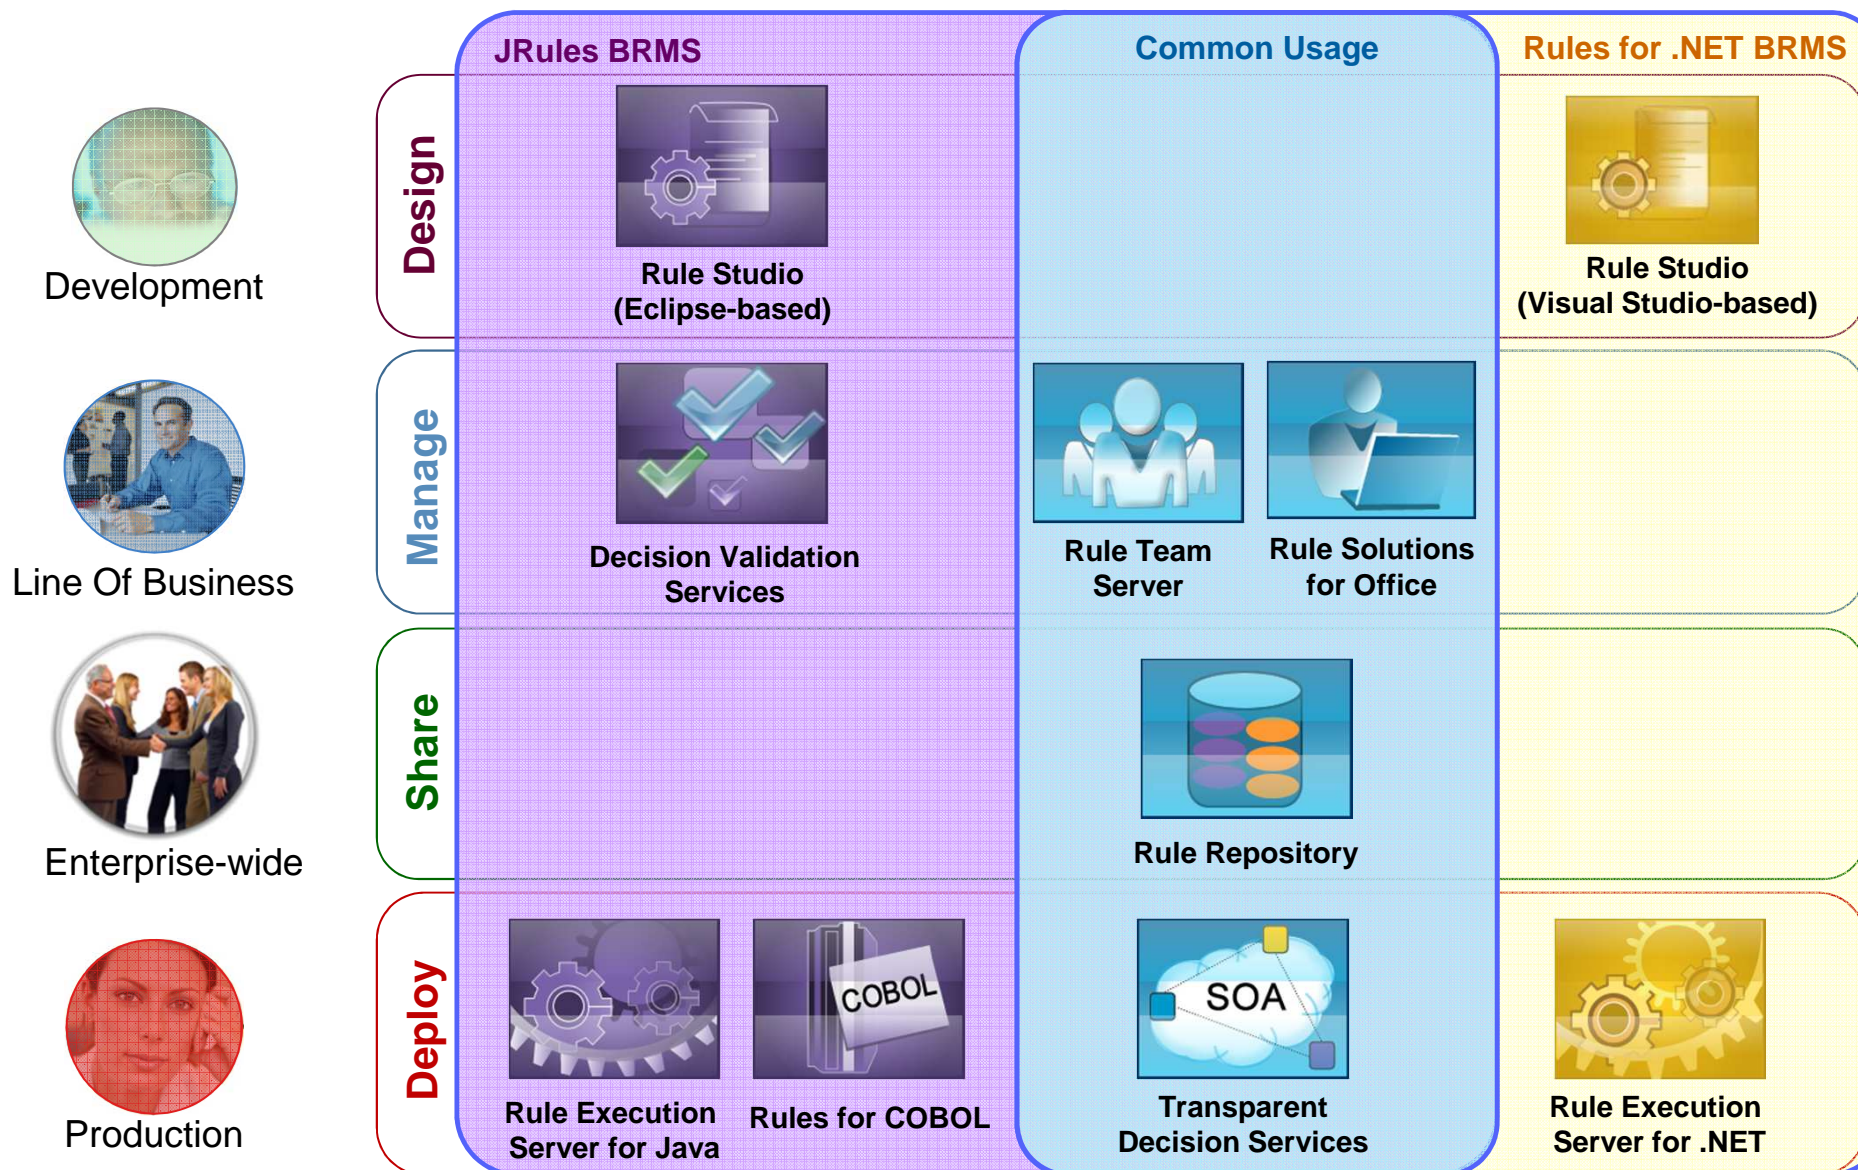 JRules BRMS
Common Usage
Rules for .NET BRMS
Development
Design
Rule Studio
(Eclipse-based)
Rule Studio
(Visual Studio-based)
Line Of Business
Manage
Decision Validation
Services
Rule Team
Server
Rule Solutions
for Office
Enterprise-wide
Share
Rule Repository
Production
Deploy
COBOL
SOA
Rule Execution
Server for Java
Rules for COBOL
Transparent
Decision Services
Rule Execution
Server for .NET